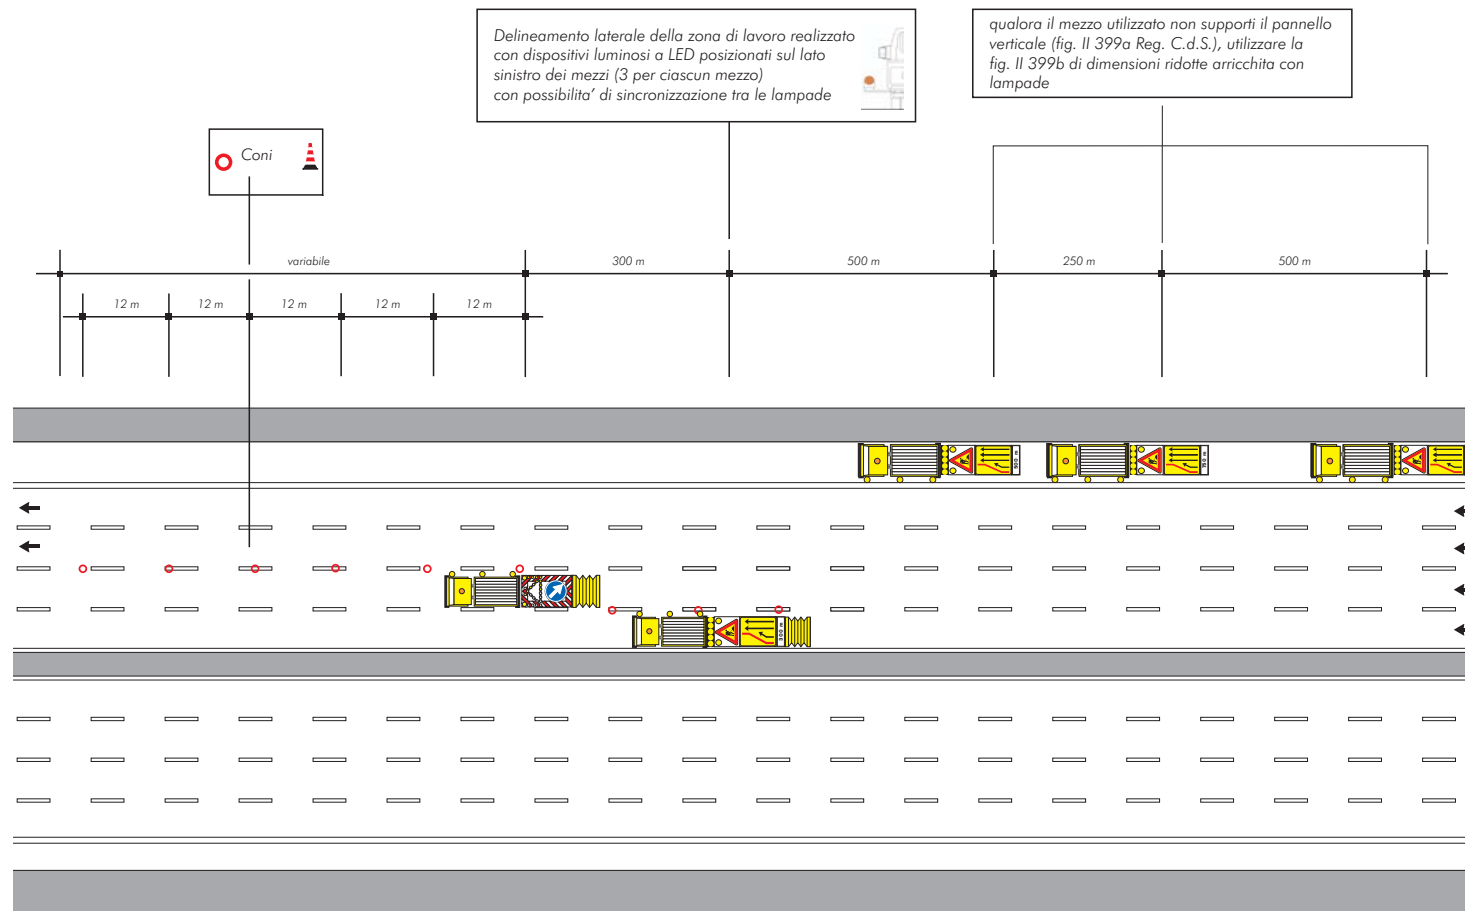 Delineamento laterale della zona di lavoro realizzato
con dispositivi luminosi a LED posizionati sul lato
sinistro dei mezzi (3 per ciascun mezzo)
con possibilita' di sincronizzazione tra le lampade
qualora il mezzo utilizzato non supporti il pannello
verticale (fig. II 399a Reg. C.d.S.), utilizzare la
fig. II 399b di dimensioni ridotte arricchita con
lampade
Coni
variabile
300 m
500 m
250 m
500 m
12 m
12 m
12 m
12 m
12 m
300 m